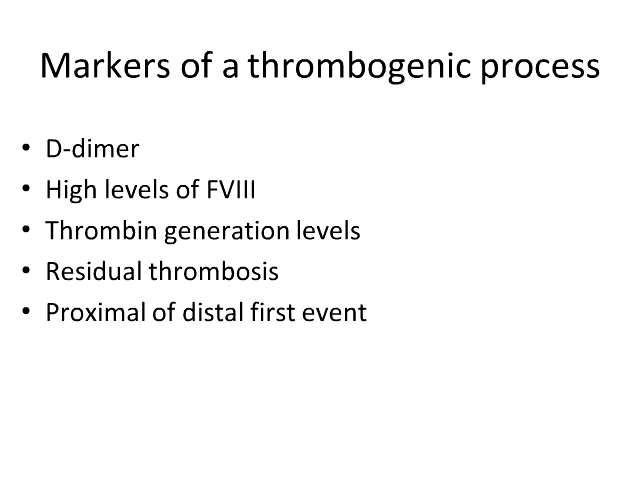 Markers of a thrombogenic process
• D-dimer
• High levels of FVIII
• Thrombin generation levels
• Residual thrombosis
• Proximal of distal first event